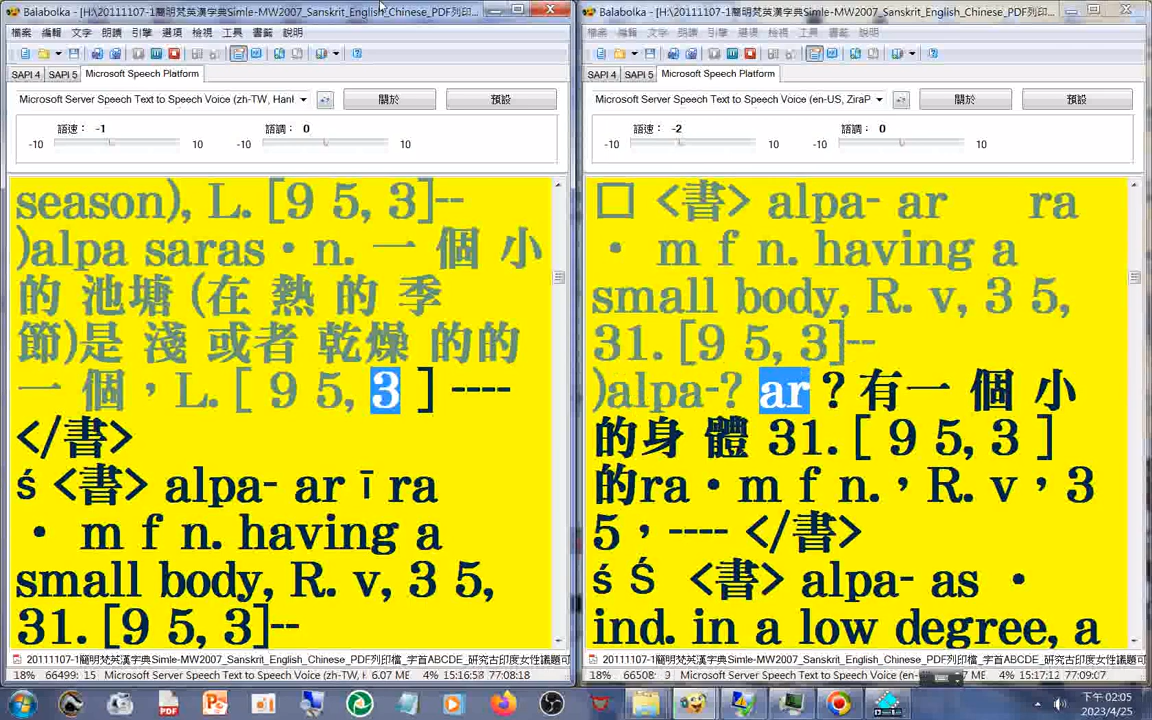 Balabolka - [H:\20111107-1簡明梵英漢字典Simle-MW2007_Sanskrit_English_Chinese_PDF列印...
檔案 編輯 文字 朗讀 引擎 選項 檢視 工具 書籤 說明
SAPI 4 SAPI 5 Microsoft Speech Platform
Microsoft Server Speech Text to Speech Voice (zh-TW, Hanl
關於 預設
語速： -1 語調： 0
-10 10 -10 10
season), L. [9 5, 3]--
)alpa saras • n. 一 個 小
的 池塘 (在 熱 的 季
節)是 淺 或者 乾燥 的的
一 個，L. [ 9 5, 3 ] ----
</書>
ś <書> alpa- ar ī ra
• m f n. having a
small body, R. v, 3 5,
31. [9 5, 3]--
20111107-1簡明梵英漢字典Simle-MW2007_Sanskrit_English_Chinese_PDF列印檔_字首ABCDE_研究古印度女性議題可
18% 66499: 15 Microsoft Server Speech Text to Speech Voice (zh-TW, H 6.07 MB 4% 15:16:58 77:08:18
Balabolka - [H:\20111107-1簡明梵英漢字典Simle-MW2007_Sanskrit_English_Chinese_PDF列印...
檔案 編輯 文字 朗讀 引擎 選項 檢視 工具 書籤 說明
SAPI 4 SAPI 5 Microsoft Speech Platform
Microsoft Server Speech Text to Speech Voice (en-US, ZiraP
關於 預設
語速： -2 語調： 0
-10 10 -10 10
□ <書> alpa- ar ra
• m f n. having a
small body, R. v, 3 5,
31. [9 5, 3]--
)alpa-? ar ? 有一 個 小
的身 體 31. [ 9 5, 3 ]
的ra • m f n.，R. v，3
5，---- </書>
ś Ś <書> alpa- as •
ind. in a low degree, a
20111107-1簡明梵英漢字典Simle-MW2007_Sanskrit_English_Chinese_PDF列印檔_字首ABCDE_研究古印度女性議題可
18% 66508: 9 Microsoft Server Speech Text to Speech Voice 4% 15:17:12 77:09:07
下午 02:05
2023/4/25